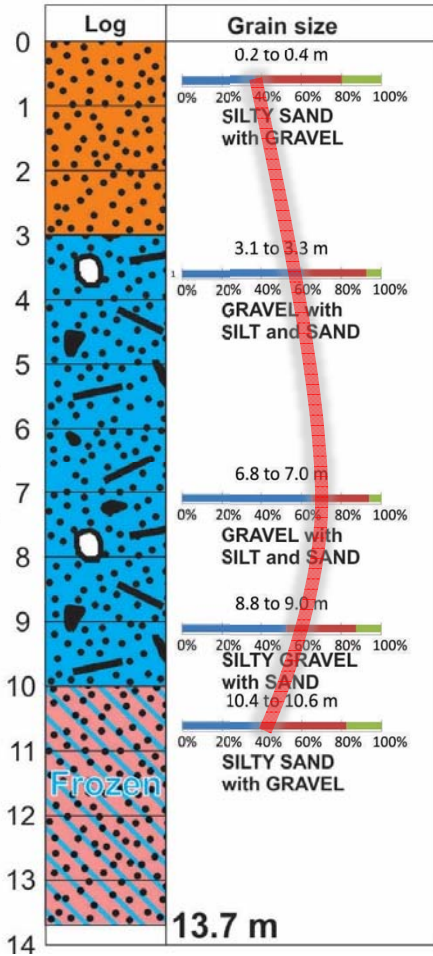 Log
Grain size
0
1
2
3
4
5
6
7
8
9
10
11
12
13
14
0.2 to 0.4 m
0% 20% 40% 60% 80% 100%
SILTY SAND
with GRAVEL
3.1 to 3.3 m
1
0% 20% 40% 60% 80% 100%
GRAVEL with
SILT and SAND
6.8 to 7.0 m
0% 20% 40% 60% 80% 100%
GRAVEL with
SILT and SAND
8.8 to 9.0 m
0% 20% 40% 60% 80% 100%
SILTY GRAVEL
with SAND
10.4 to 10.6 m
0% 20% 40% 60% 80% 100%
SILTY SAND
with GRAVEL
Frozen
13.7 m